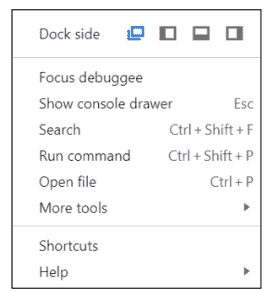 Dock side
Focus debuggee
Show console drawer Esc
Search Ctrl + Shift + F
Run command Ctrl + Shift + P
Open file Ctrl + P
More tools
Shortcuts
Help